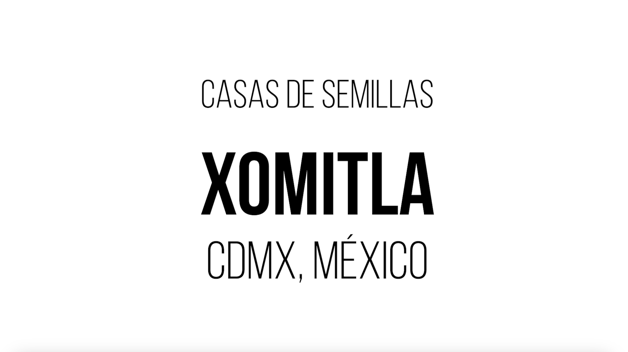 CASAS DE SEMILLAS
XOMITLA
CDMX, MÉXICO